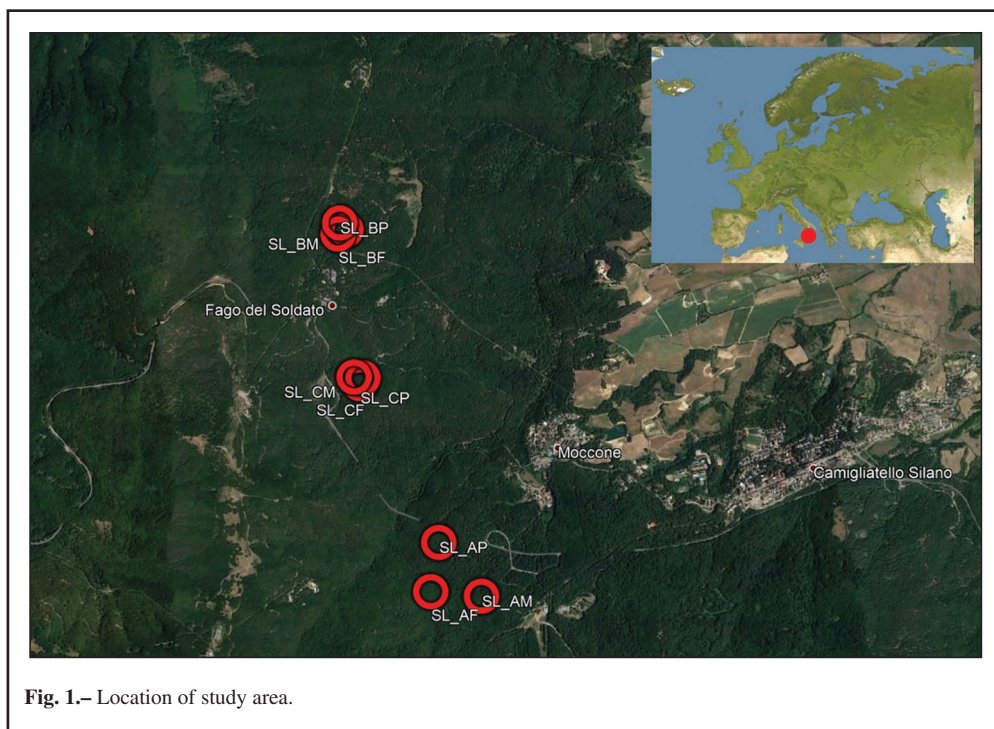 SL_BP
SL_BM
SL_BF
Fago del Soldato
SL_CM
SL_CP
SL_CF
Moccone
Camigliatello Silano
SL_AP
SL_AM
SL_AF
Fig. 1.– Location of study area.